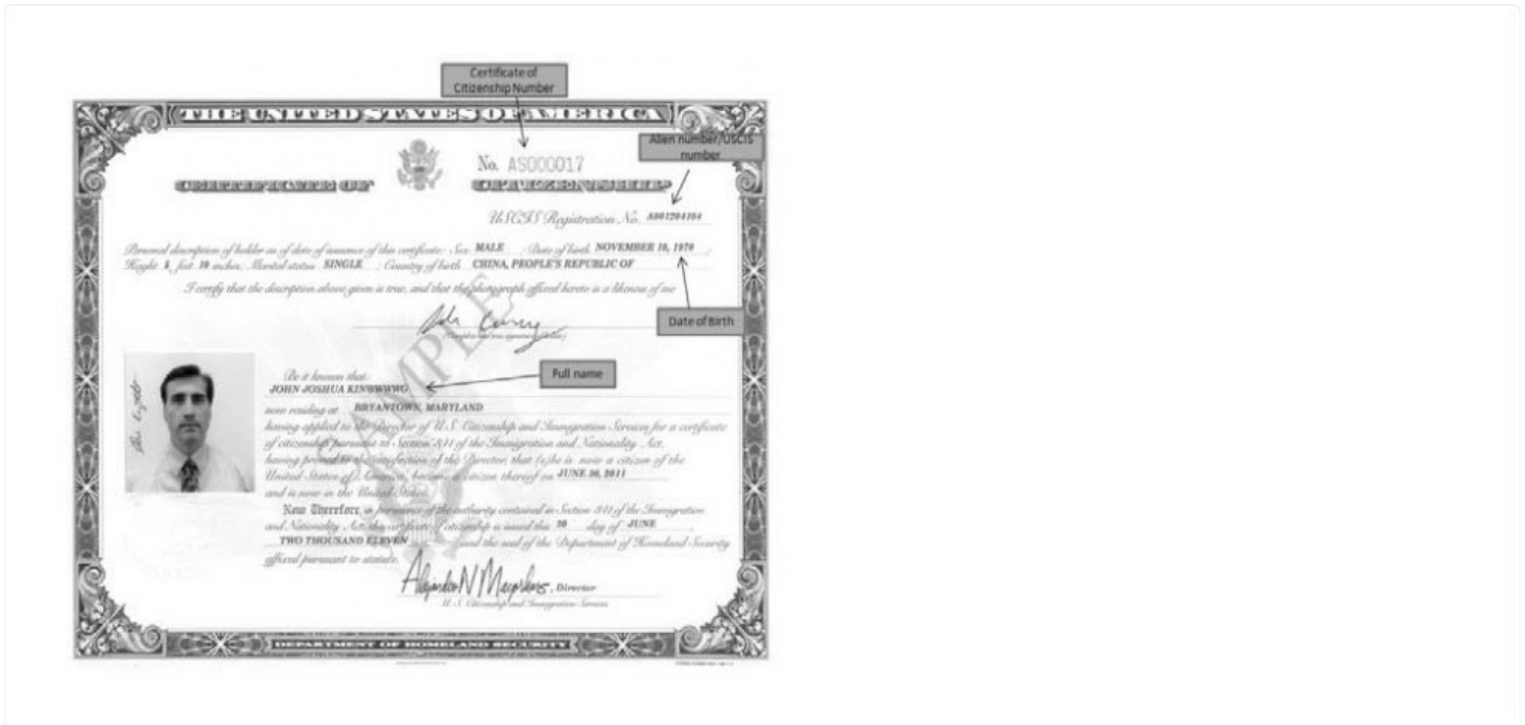 Certificate of
Citizenship Number
THE UNITED STATES OF AMERICA
Alien number/USCIS
number
No. AS000017
CERTIFICATE OF CITIZENSHIP
USCIS Registration No. A001204104
Personal description of holder as of date of issuance of this certificate: Sex MALE ; Date of birth NOVEMBER 10, 1970 ;
Height 5 feet 10 inches, Marital status SINGLE Country of birth CHINA, PEOPLE'S REPUBLIC OF
I certify that the description above given is true, and that the photograph affixed hereto is a likeness of me
Date of Birth
SAMPLE
Full name
Be it known that:
JOHN JOSHUA KINWWWWG
now residing at BRYANTOWN, MARYLAND
having applied to the Director of U.S. Citizenship and Immigration Services for a certificate
of citizenship pursuant to Section 341 of the Immigration and Nationality Act,
having proved to the satisfaction of the Director, that (s)he is now a citizen of the
United States of America, became a citizen thereof on JUNE 30, 2011
and is now in the United States,
Now Therefore, in pursuance of the authority contained in Section 341 of the Immigration
and Nationality Act, this certificate of citizenship is issued this 30 day of JUNE
TWO THOUSAND ELEVEN and the seal of the Department of Homeland Security
affixed pursuant to statute.
, Director
U. S. Citizenship and Immigration Services
DEPARTMENT OF HOMELAND SECURITY